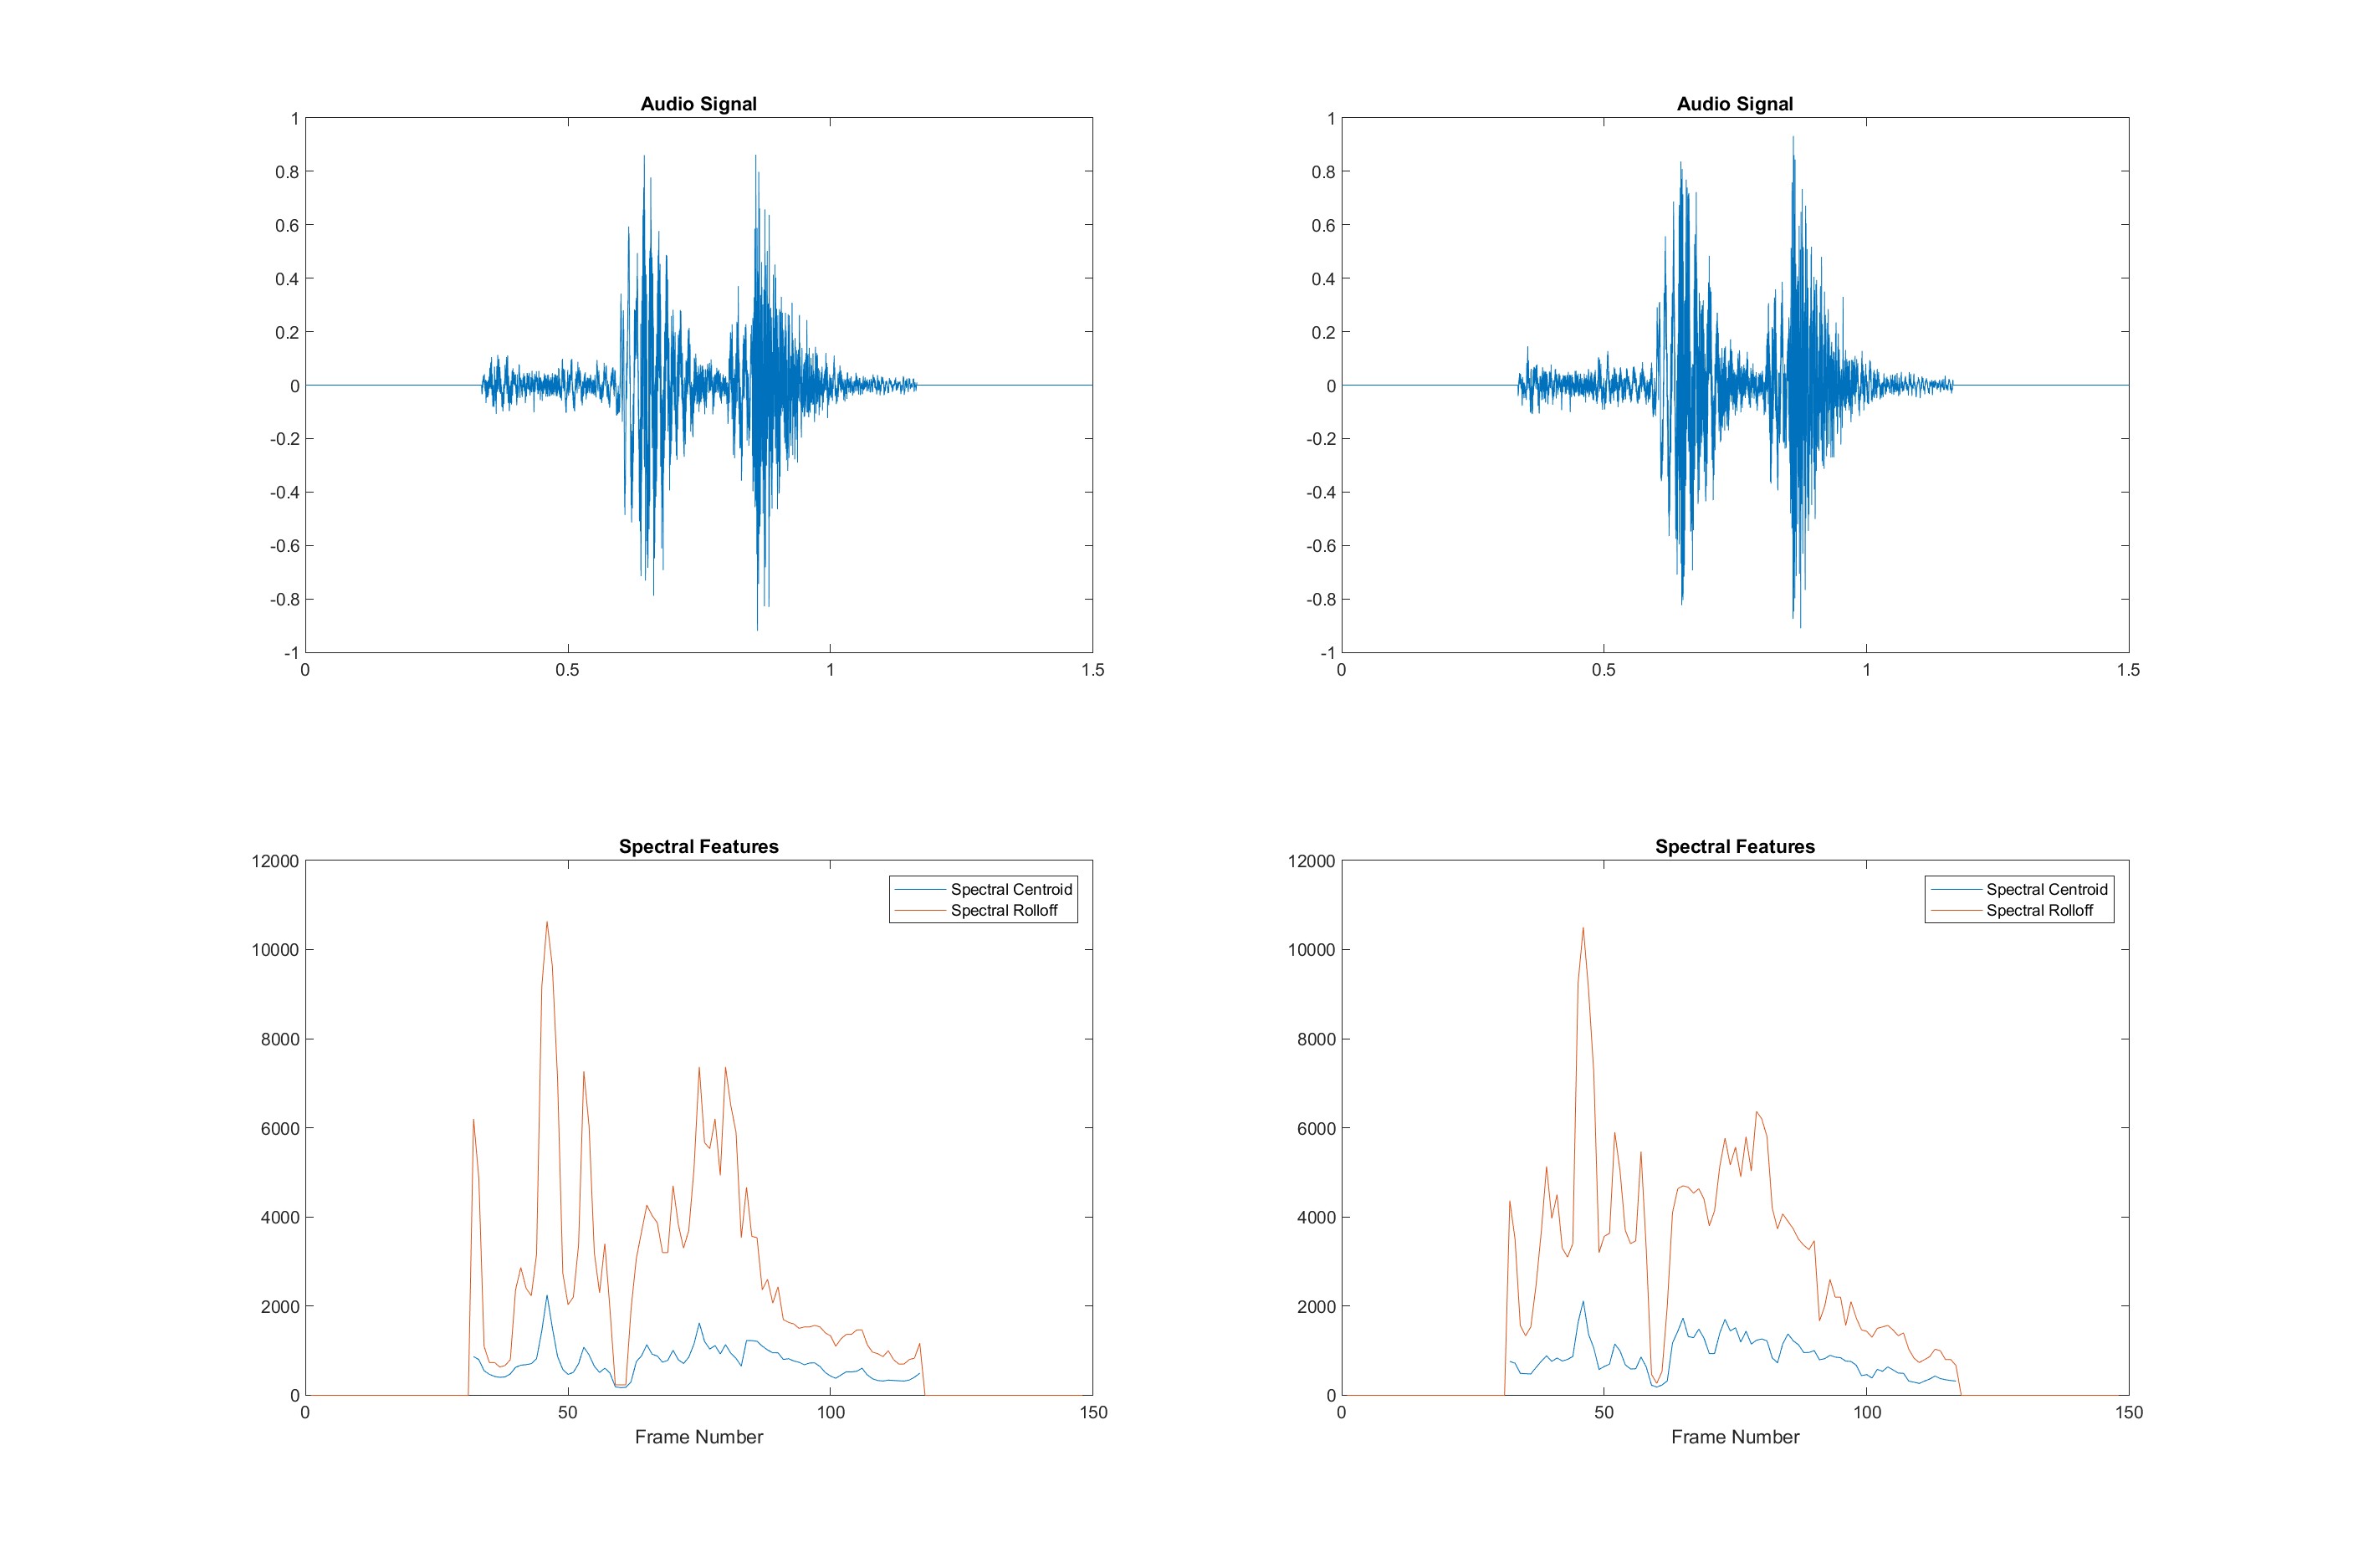 Audio Signal
1
0.8
0.6
0.4
0.2
0
-0.2
-0.4
-0.6
-0.8
-1
0 0.5 1 1.5
Audio Signal
1
0.8
0.6
0.4
0.2
0
-0.2
-0.4
-0.6
-0.8
-1
0 0.5 1 1.5
Spectral Features
12000
10000
8000
6000
4000
2000
0
0 50 100 150
Frame Number
Spectral Centroid
Spectral Rolloff
Spectral Features
12000
10000
8000
6000
4000
2000
0
0 50 100 150
Frame Number
Spectral Centroid
Spectral Rolloff